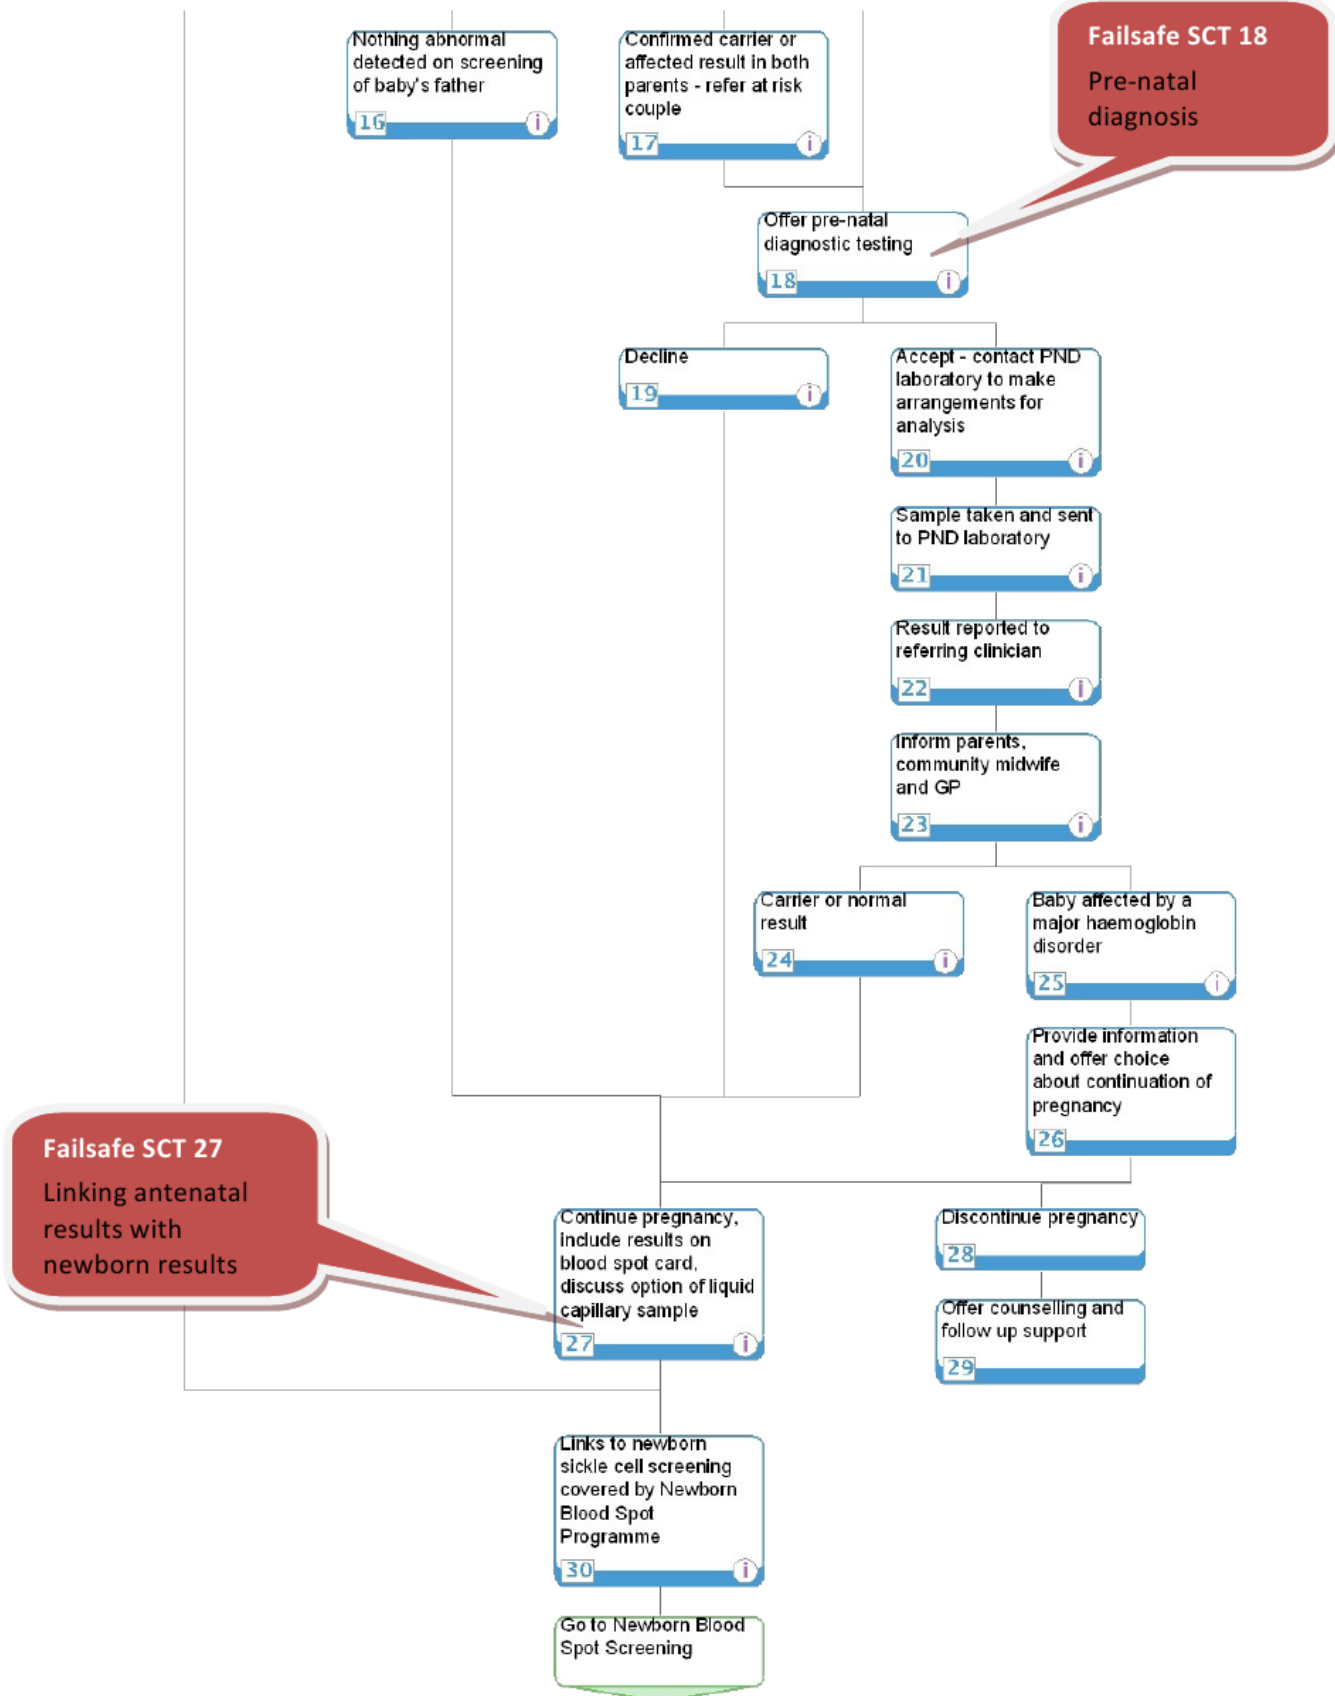 Nothing abnormal
detected on screening
of baby's father
16
i
Confirmed carrier or
affected result in both
parents - refer at risk
couple
17
i
Failsafe SCT 18
Pre-natal
diagnosis
Offer pre-natal
diagnostic testing
18
i
Decline
19
i
Accept - contact PND
laboratory to make
arrangements for
analysis
20
i
Sample taken and sent
to PND laboratory
21
i
Result reported to
referring clinician
22
i
Inform parents,
community midwife
and GP
23
i
Carrier or normal
result
24
i
Baby affected by a
major haemoglobin
disorder
25
i
Provide information
and offer choice
about continuation of
pregnancy
26
Failsafe SCT 27
Linking antenatal
results with
newborn results
Continue pregnancy,
include results on
blood spot card,
discuss option of liquid
capillary sample
27
i
Discontinue pregnancy
28
Offer counselling and
follow up support
29
Links to newborn
sickle cell screening
covered by Newborn
Blood Spot
Programme
30
i
Go to Newborn Blood
Spot Screening